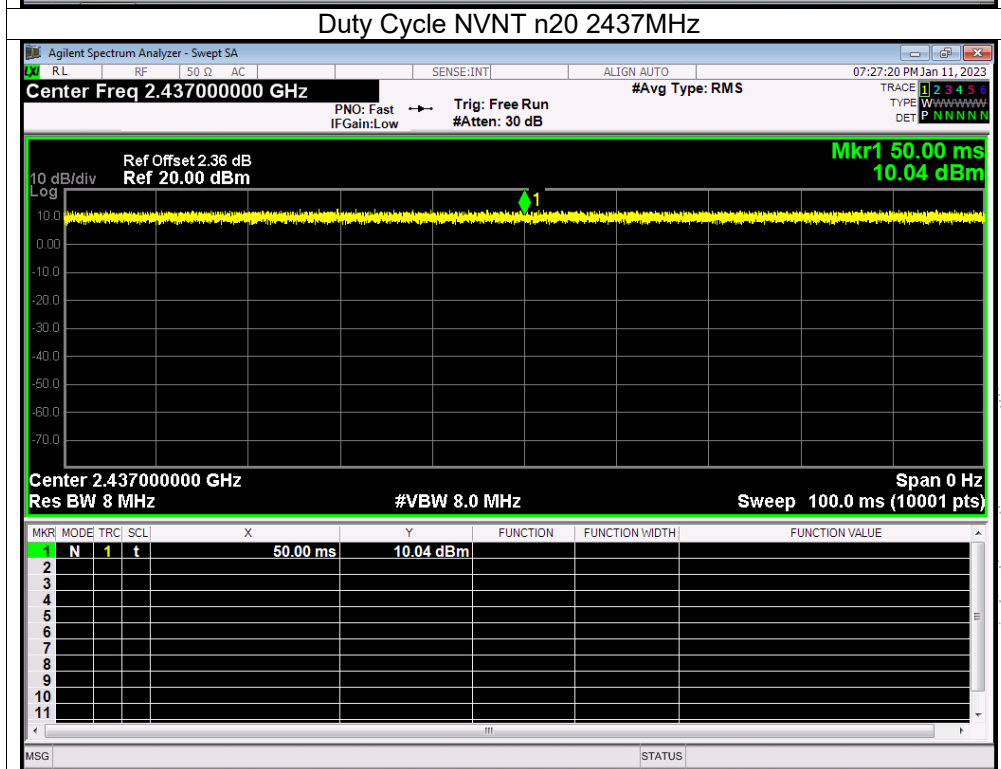 Duty Cycle NVNT n20 2437MHz
Agilent Spectrum Analyzer - Swept SA
LXI RL RF 50 Ω AC SENSE:INT ALIGN AUTO 07:27:20 PM Jan 11, 2023
Center Freq 2.437000000 GHz #Avg Type: RMS TRACE 1 2 3 4 5 6
PNO: Fast Trig: Free Run TYPE WWWWWW
IFGain:Low #Atten: 30 dB DET P N N N N N
Mkr1 50.00 ms
Ref Offset 2.36 dB
10 dB/div Ref 20.00 dBm 10.04 dBm
Log
1
10.0
0.00
-10.0
-20.0
-30.0
-40.0
-50.0
-60.0
-70.0
Center 2.437000000 GHz Span 0 Hz
Res BW 8 MHz #VBW 8.0 MHz Sweep 100.0 ms (10001 pts)
MKR MODE TRC SCL X Y FUNCTION FUNCTION WIDTH FUNCTION VALUE
1 N 1 t 50.00 ms 10.04 dBm
2
3
4
5
6
7
8
9
10
11
MSG STATUS